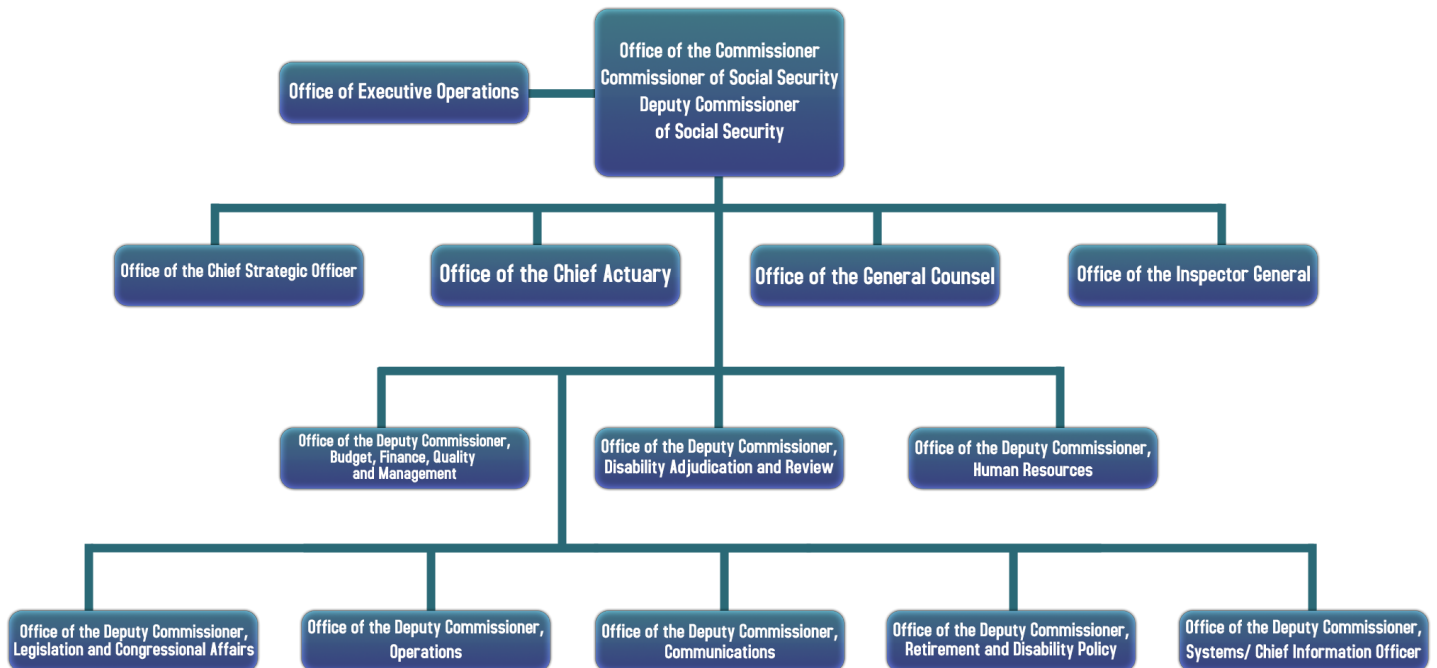 Office of the Commissioner
Commissioner of Social Security
Deputy Commissioner
of Social Security
Office of Executive Operations
Office of the Chief Strategic Officer
Office of the Chief Actuary
Office of the General Counsel
Office of the Inspector General
Office of the Deputy Commissioner,
Budget, Finance, Quality
and Management
Office of the Deputy Commissioner,
Disability Adjudication and Review
Office of the Deputy Commissioner,
Human Resources
Office of the Deputy Commissioner,
Legislation and Congressional Affairs
Office of the Deputy Commissioner,
Operations
Office of the Deputy Commissioner,
Communications
Office of the Deputy Commissioner,
Retirement and Disability Policy
Office of the Deputy Commissioner,
Systems/ Chief Information Officer